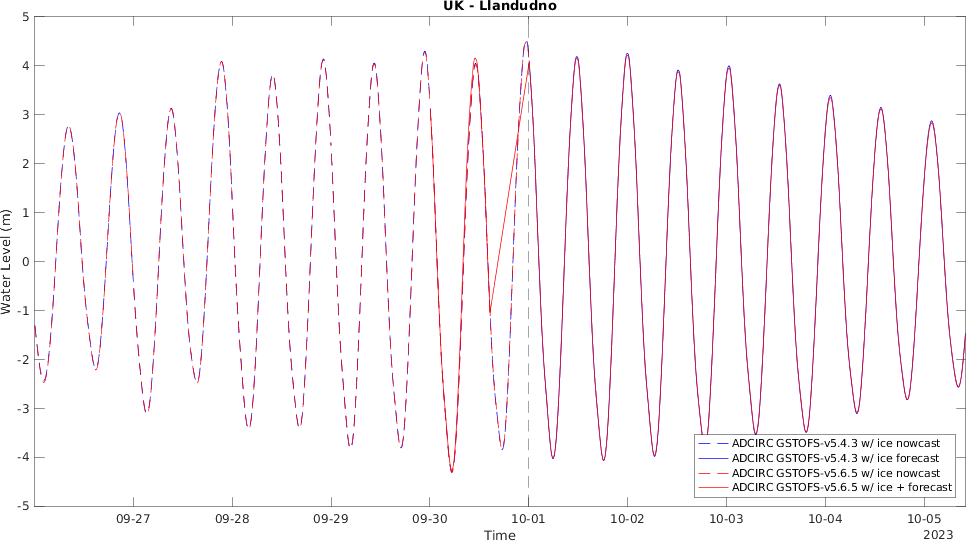 UK - Llandudno
5
4
3
2
1
0
-1
-2
-3
-4
-5
Water Level (m)
ADCIRC GSTOFS-v5.4.3 w/ ice nowcast
ADCIRC GSTOFS-v5.4.3 w/ ice forecast
ADCIRC GSTOFS-v5.6.5 w/ ice nowcast
ADCIRC GSTOFS-v5.6.5 w/ ice + forecast
09-27 09-28 09-29 09-30 10-01 10-02 10-03 10-04 10-05
Time 2023